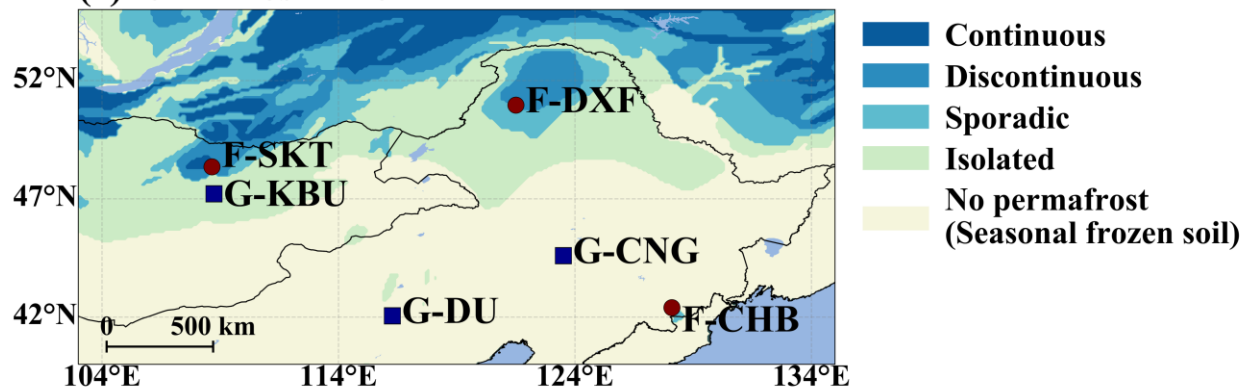 52°N
47°N
42°N
F-DXF
F-SKT
G-KBU
G-CNG
G-DU
F-CHB
0 500 km
104°E 114°E 124°E 134°E
Continuous
Discontinuous
Sporadic
Isolated
No permafrost
(Seasonal frozen soil)